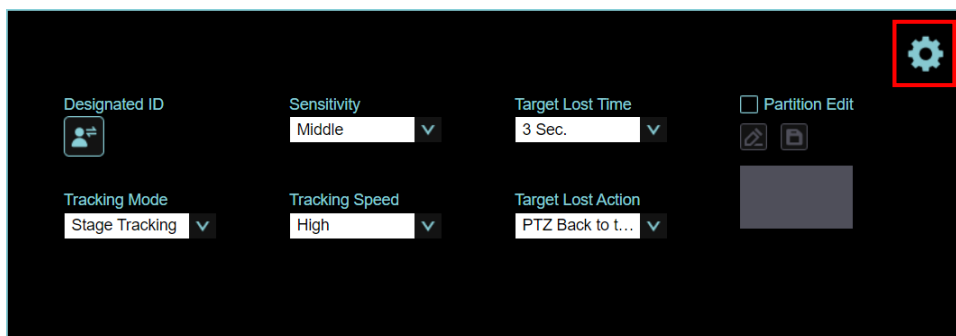 Designated ID
Sensitivity
Target Lost Time
Partition Edit
Middle
3 Sec.
Tracking Mode
Tracking Speed
Target Lost Action
Stage Tracking
High
PTZ Back to t...